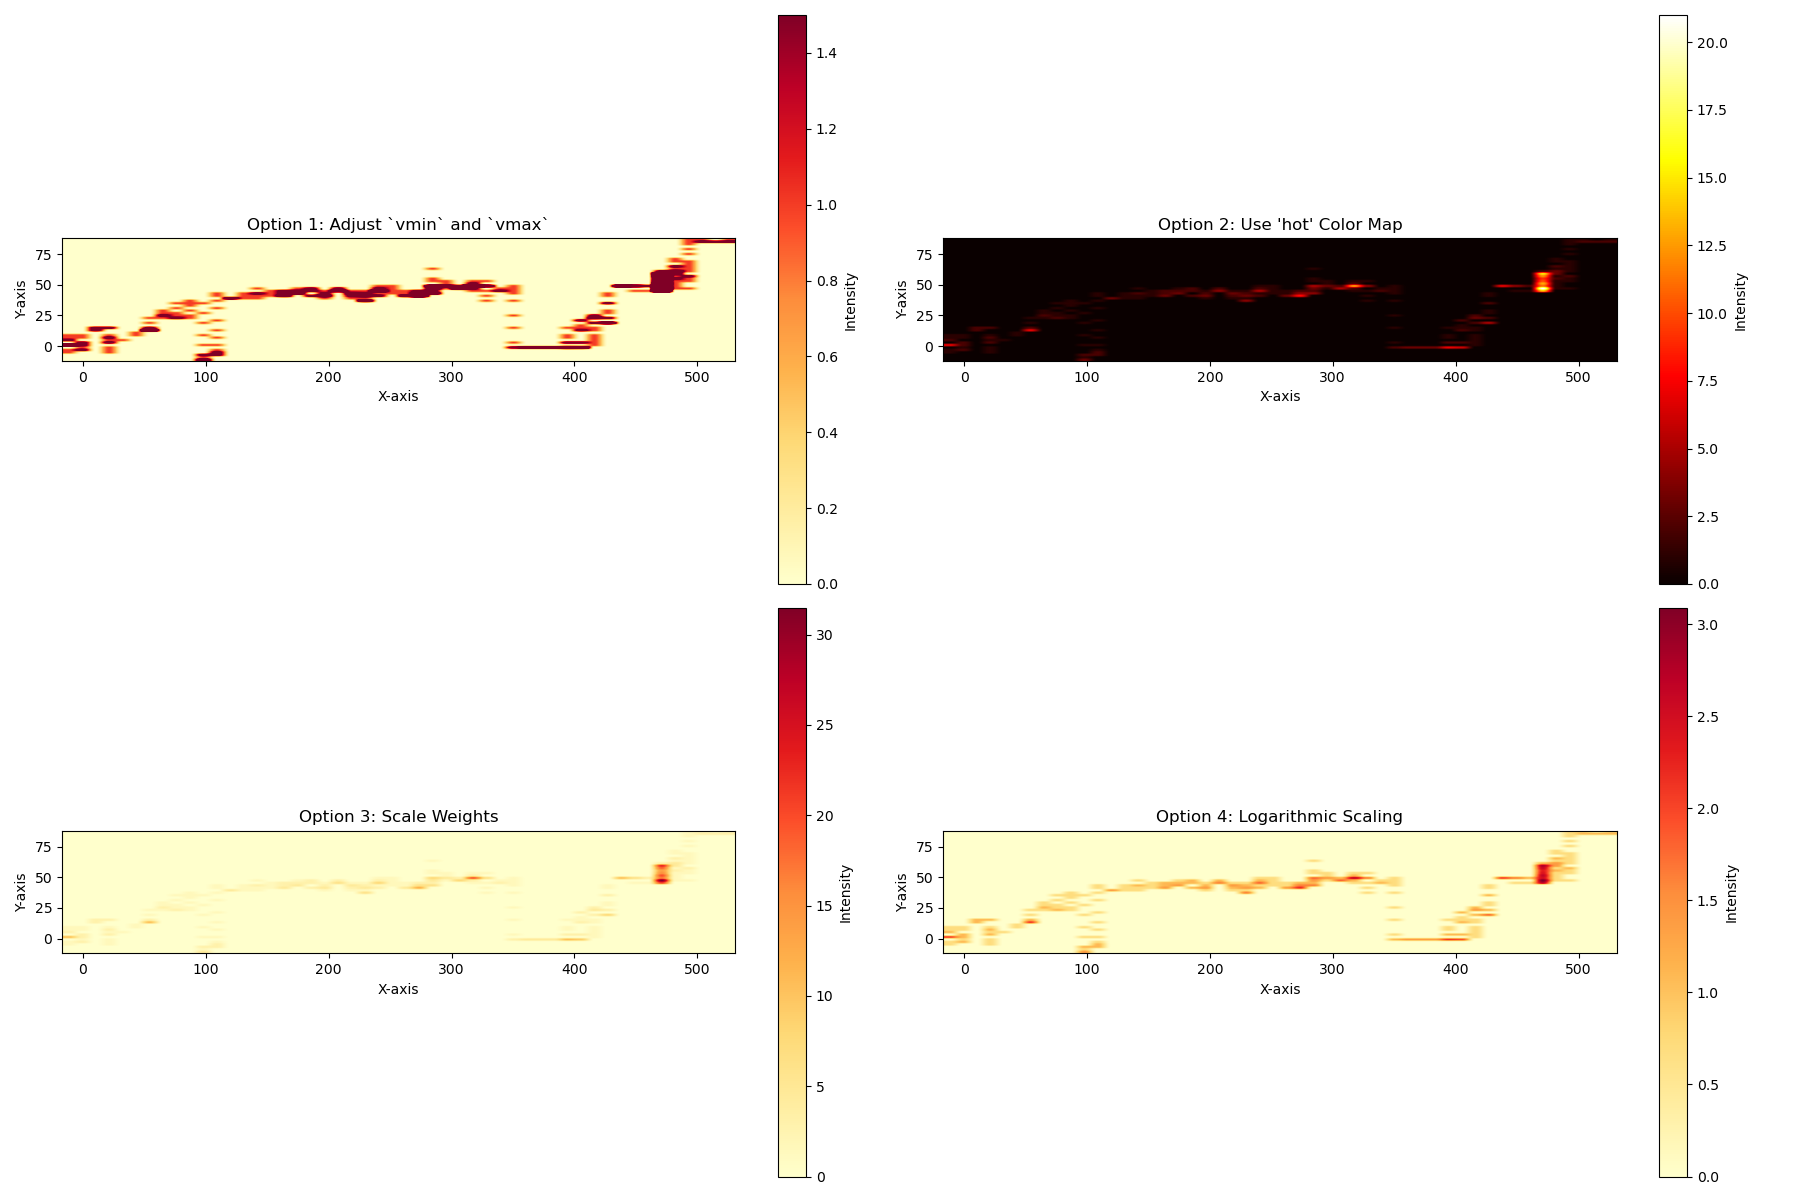 Option 1: Adjust `vmin` and `vmax`
75
50
25
0
Y-axis
0 100 200 300 400 500
X-axis
1.4
1.2
1.0
0.8
0.6
0.4
0.2
0.0
Intensity
Option 2: Use 'hot' Color Map
75
50
25
0
Y-axis
0 100 200 300 400 500
X-axis
20.0
17.5
15.0
12.5
10.0
7.5
5.0
2.5
0.0
Intensity
Option 3: Scale Weights
75
50
25
0
Y-axis
0 100 200 300 400 500
X-axis
30
25
20
15
10
5
0
Intensity
Option 4: Logarithmic Scaling
75
50
25
0
Y-axis
0 100 200 300 400 500
X-axis
3.0
2.5
2.0
1.5
1.0
0.5
0.0
Intensity